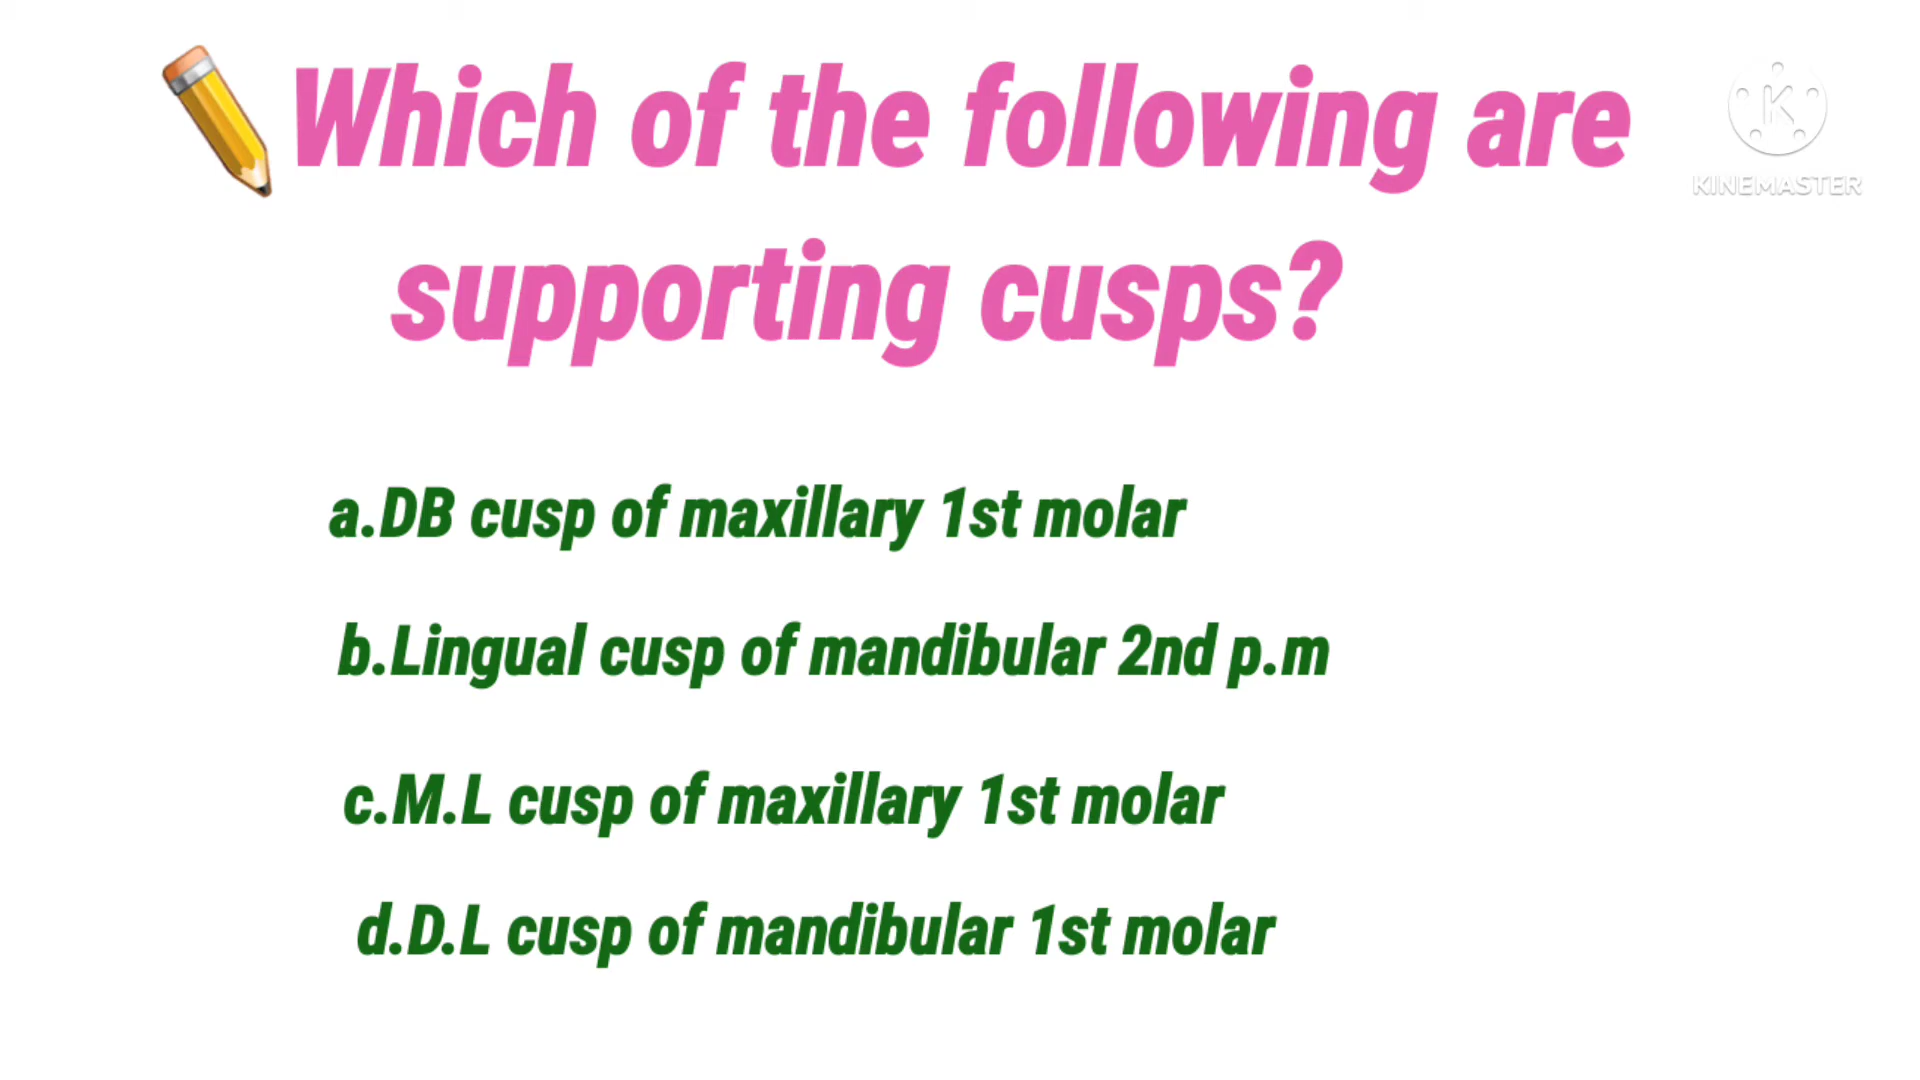 Which of the following are
supporting cusps?
KINEMASTER
a.DB cusp of maxillary 1st molar
b.Lingual cusp of mandibular 2nd p.m
c.M.L cusp of maxillary 1st molar
d.D.L cusp of mandibular 1st molar